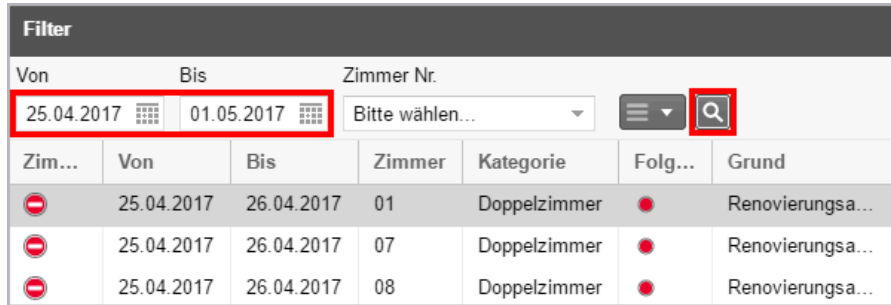 Filter
Von Bis Zimmer Nr.
25.04.2017 01.05.2017 Bitte wählen...
Zim... Von Bis Zimmer Kategorie Folg... Grund
25.04.2017 26.04.2017 01 Doppelzimmer Renovierungsa...
25.04.2017 26.04.2017 07 Doppelzimmer Renovierungsa...
25.04.2017 26.04.2017 08 Doppelzimmer Renovierungsa...